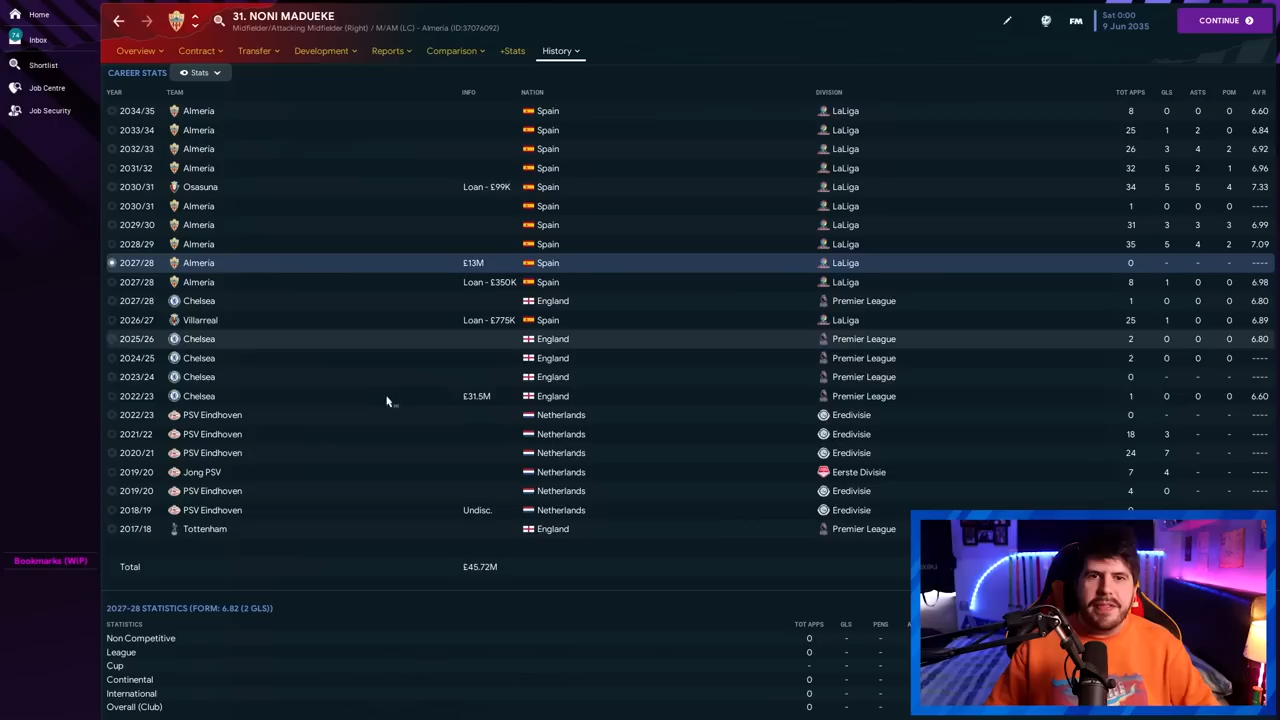 Home
74
Inbox
Shortlist
Job Centre
Job Security
Bookmarks (WiP)
31. NONI MADUEKE
Midfielder/Attacking Midfielder (Right) / M/AM (LC) - Almeria (ID:37076092)
FM
Sat 0:00
9 Jun 2035
CONTINUE
Overview Contract Transfer Development Reports Comparison +Stats History
CAREER STATS Stats
YEAR TEAM INFO NATION DIVISION TOT APPS GLS ASTS POM AV R
2034/35 Almería Spain LaLiga 8 0 0 0 6.60
2033/34 Almería Spain LaLiga 25 1 2 0 6.84
2032/33 Almería Spain LaLiga 26 3 4 2 6.92
2031/32 Almería Spain LaLiga 32 5 2 1 6.96
2030/31 Osasuna Loan - £99K Spain LaLiga 34 5 5 4 7.33
2030/31 Almería Spain LaLiga 1 0 0 0 ----
2029/30 Almería Spain LaLiga 31 3 3 3 6.99
2028/29 Almería Spain LaLiga 35 5 4 2 7.09
2027/28 Almería £13M Spain LaLiga 0 - - - ----
2027/28 Almería Loan - £350K Spain LaLiga 8 1 0 0 6.98
2027/28 Chelsea England Premier League 1 0 0 0 6.80
2026/27 Villarreal Loan - £775K Spain LaLiga 25 1 0 0 6.89
2025/26 Chelsea England Premier League 2 0 0 0 6.80
2024/25 Chelsea England Premier League 2 0 0 0 ----
2023/24 Chelsea England Premier League 0 - - - ----
2022/23 Chelsea £31.5M England Premier League 1 0 0 0 6.60
2022/23 PSV Eindhoven Netherlands Eredivisie 0 - - - ----
2021/22 PSV Eindhoven Netherlands Eredivisie 18 3 - - ----
2020/21 PSV Eindhoven Netherlands Eredivisie 24 7 - - ----
2019/20 Jong PSV Netherlands Eerste Divisie 7 4 - - ----
2019/20 PSV Eindhoven Netherlands Eredivisie 4 0 - - ----
2018/19 PSV Eindhoven Undisc. Netherlands Eredivisie
2017/18 Tottenham England Premier League
Total £45.72M
2027-28 STATISTICS (FORM: 6.82 (2 GLS))
STATISTICS TOT APPS GLS PENS
Non Competitive 0 - -
League 0 - -
Cup - - -
Continental 0 - -
International 0 - -
Overall (Club) 0 - -